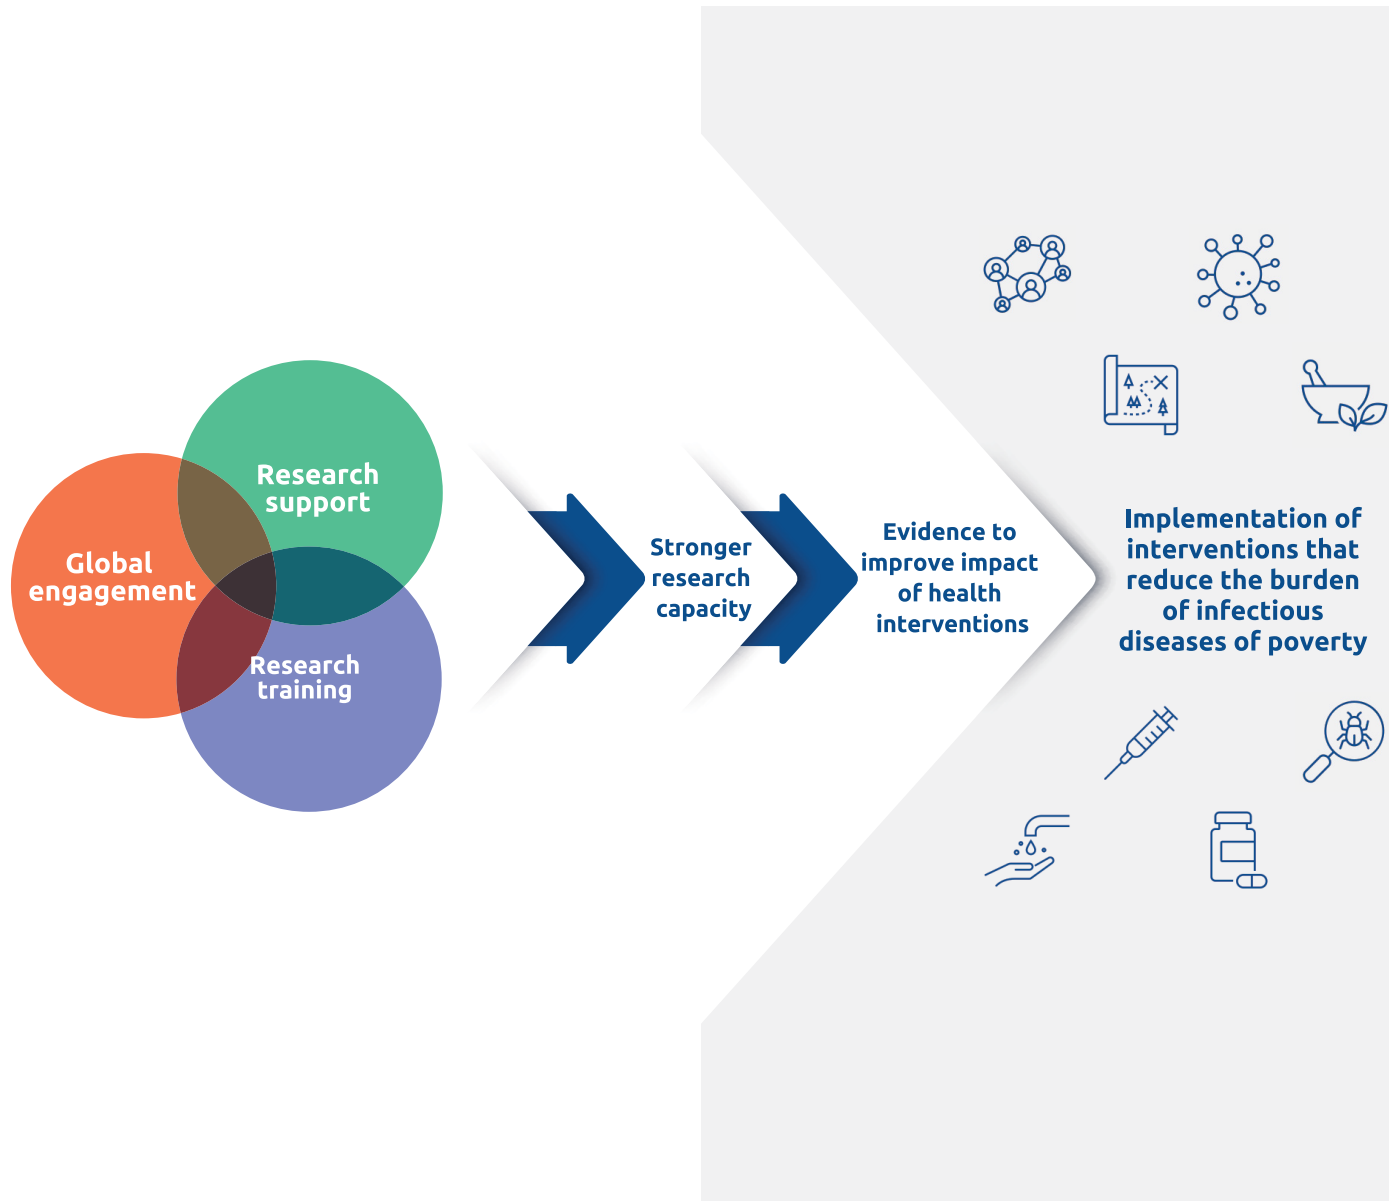 Research
support
Global
engagement
Research
training
Stronger
research
capacity
Evidence to
improve impact
of health
interventions
Implementation of
interventions that
reduce the burden
of infectious
diseases of poverty